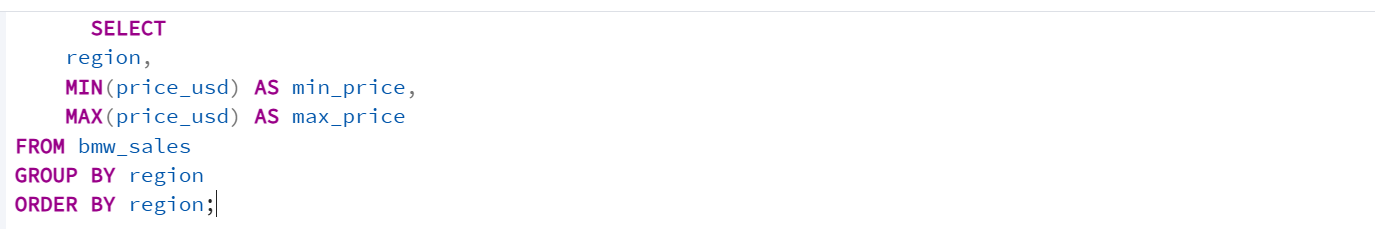 SELECT
region,
MIN(price_usd) AS min_price,
MAX(price_usd) AS max_price
FROM bmw_sales
GROUP BY region
ORDER BY region;